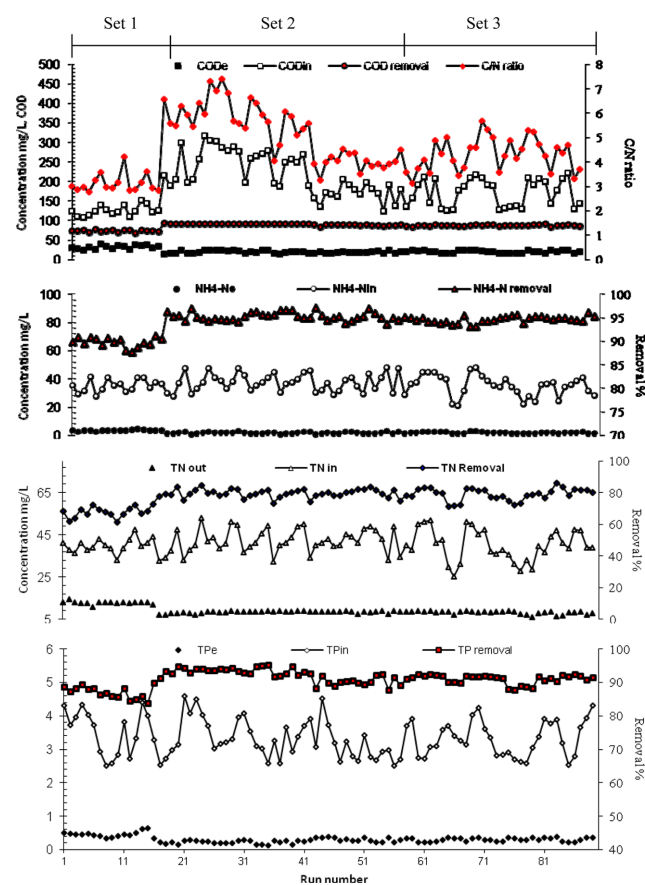 Set 1 Set 2 Set 3
CODe CODin COD removal C/N ratio
500 8
450
400 7
350 6
300 5
250 4
200 3
150 2
100
50 1
0 0
Concentration mg/L COD
C/N ratio
NH4-Ne NH4-Nin NH4-N removal
100 100
80 95
60 90
85
40 80
20 75
0 70
Concentration mg/L
Removal%
TN out TN in TN Removal
100
65 80
45 60
40
25 20
5 0
Concentration mg/L
Removal%
TPe TPin TP removal
6 100
5 90
4 80
3 70
2 60
1 50
0 40
Removal%
1 11 21 31 41 51 61 71 81
Run number